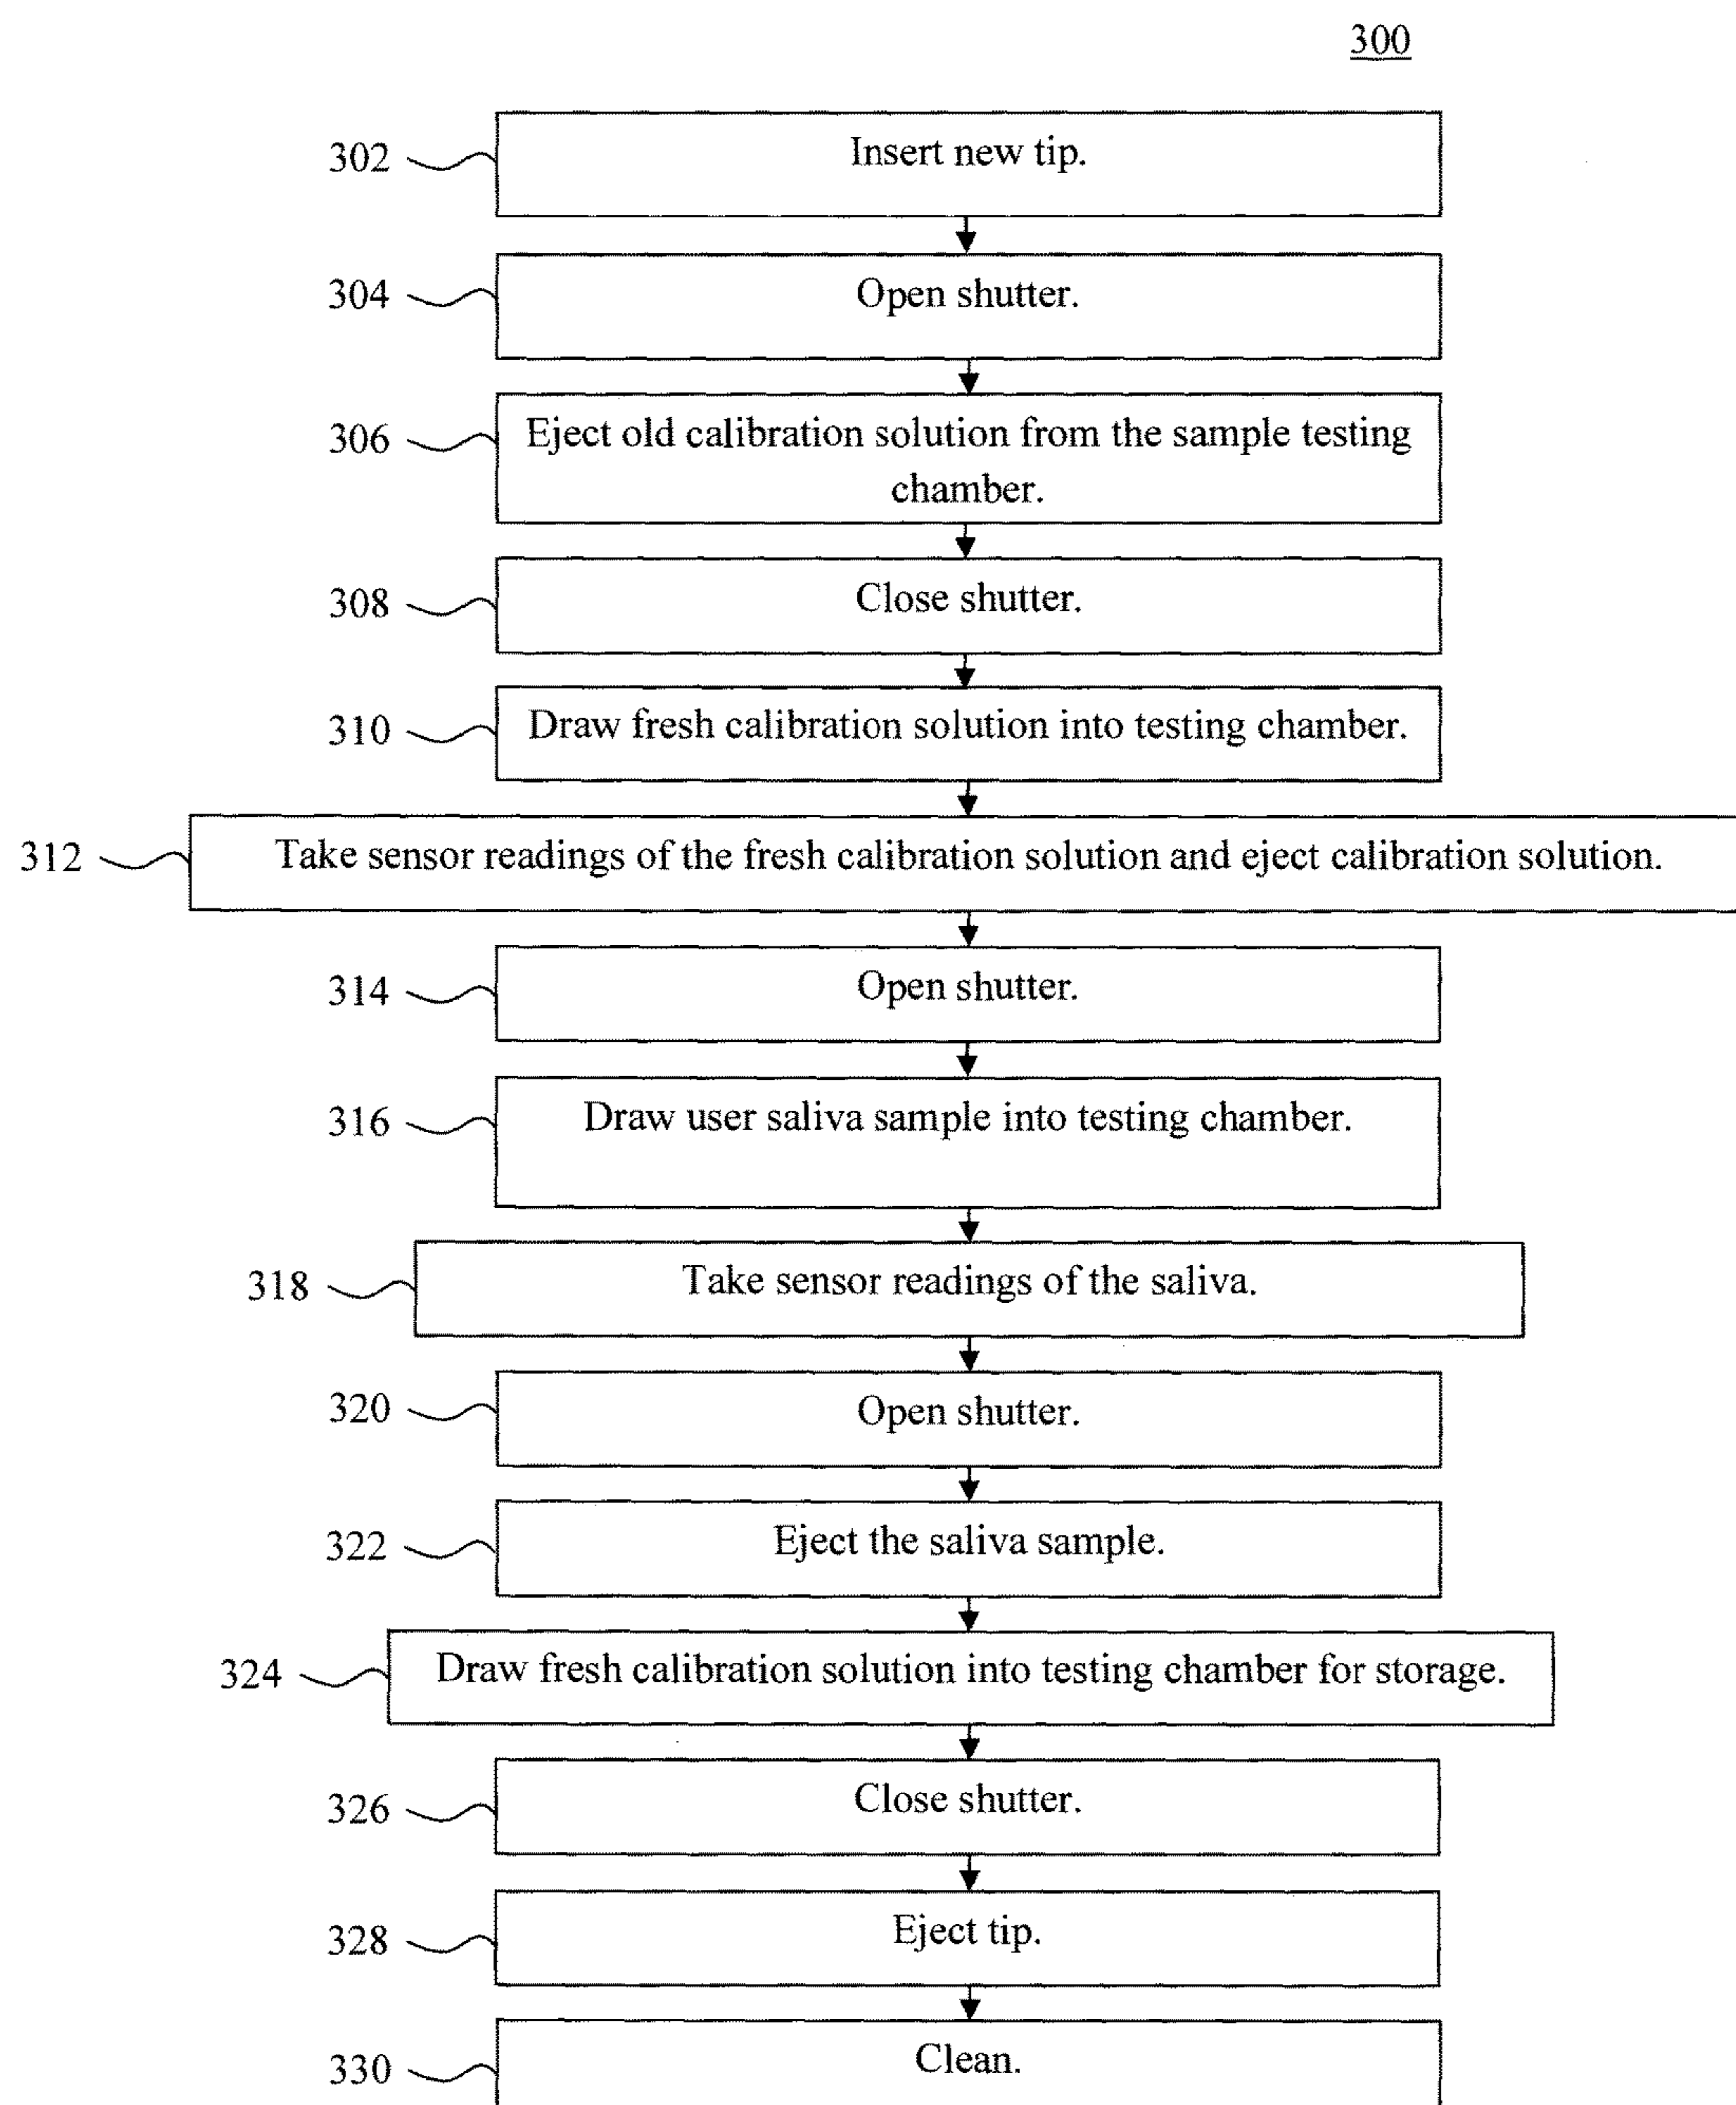 300
302 Insert new tip.
304 Open shutter.
306 Eject old calibration solution from the sample testing
chamber.
308 Close shutter.
310 Draw fresh calibration solution into testing chamber.
312 Take sensor readings of the fresh calibration solution and eject calibration solution.
314 Open shutter.
316 Draw user saliva sample into testing chamber.
318 Take sensor readings of the saliva.
320 Open shutter.
322 Eject the saliva sample.
324 Draw fresh calibration solution into testing chamber for storage.
326 Close shutter.
328 Eject tip.
330 Clean.